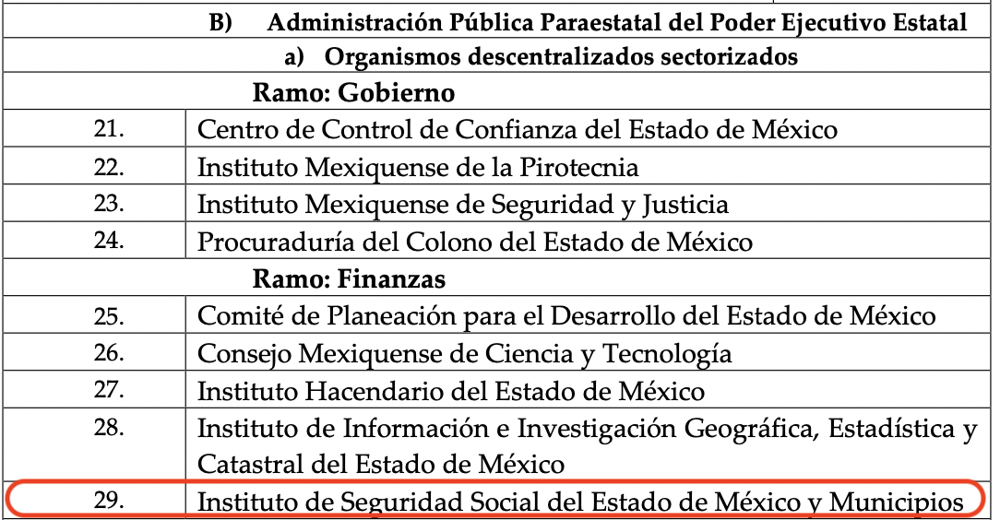 B) Administración Pública Paraestatal del Poder Ejecutivo Estatal
a) Organismos descentralizados sectorizados
Ramo: Gobierno
21. Centro de Control de Confianza del Estado de México
22. Instituto Mexiquense de la Pirotecnia
23. Instituto Mexiquense de Seguridad y Justicia
24. Procuraduría del Colono del Estado de México
Ramo: Finanzas
25. Comité de Planeación para el Desarrollo del Estado de México
26. Consejo Mexiquense de Ciencia y Tecnología
27. Instituto Hacendario del Estado de México
28. Instituto de Información e Investigación Geográfica, Estadística y
Catastral del Estado de México
29. Instituto de Seguridad Social del Estado de México y Municipios